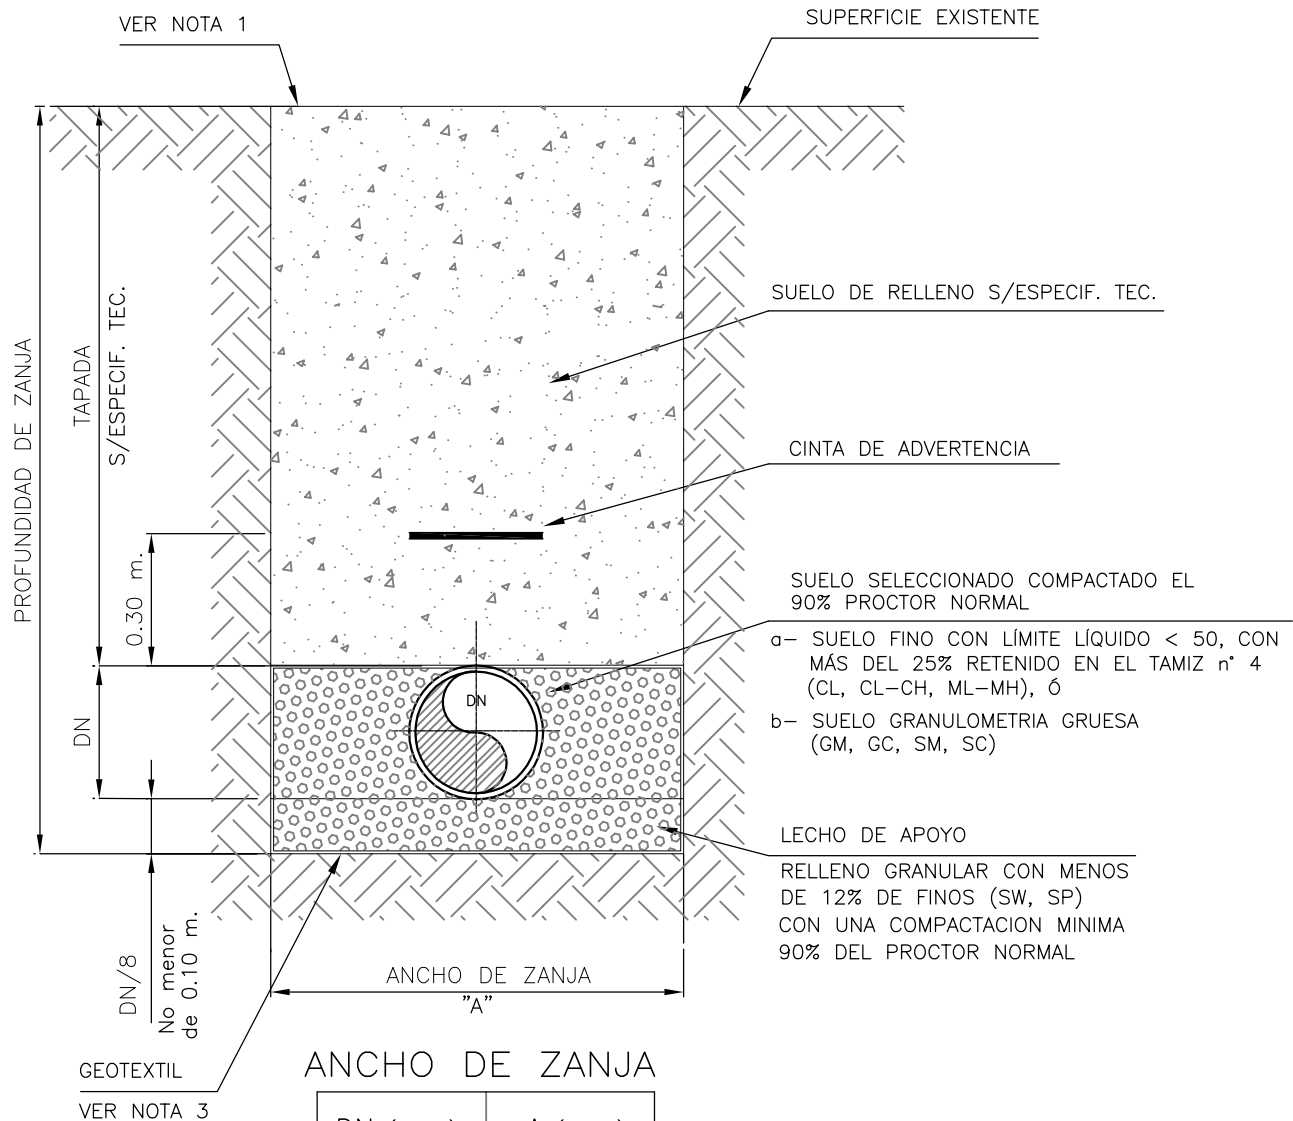 VER NOTA 1
SUPERFICIE EXISTENTE
SUELO DE RELLENO S/ESPECIF. TEC.
PROFUNDIDAD DE ZANJA
TAPADA
S/ESPECIF. TEC.
CINTA DE ADVERTENCIA
0.30 m.
SUELO SELECCIONADO COMPACTADO EL
90% PROCTOR NORMAL
a- SUELO FINO CON LÍMITE LÍQUIDO < 50, CON
MÁS DEL 25% RETENIDO EN EL TAMIZ n° 4
(CL, CL-CH, ML-MH), Ó
b- SUELO GRANULOMETRIA GRUESA
(GM, GC, SM, SC)
DN
DN
LECHO DE APOYO
RELLENO GRANULAR CON MENOS
DE 12% DE FINOS (SW, SP)
CON UNA COMPACTACION MINIMA
90% DEL PROCTOR NORMAL
DN/8
No menor
de 0.10 m.
ANCHO DE ZANJA
"A"
GEOTEXTIL
VER NOTA 3
ANCHO DE ZANJA